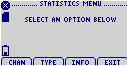 STATISTICS MENU
SELECT AN OPTION BELOW
CHAN TYPE INFO EXIT